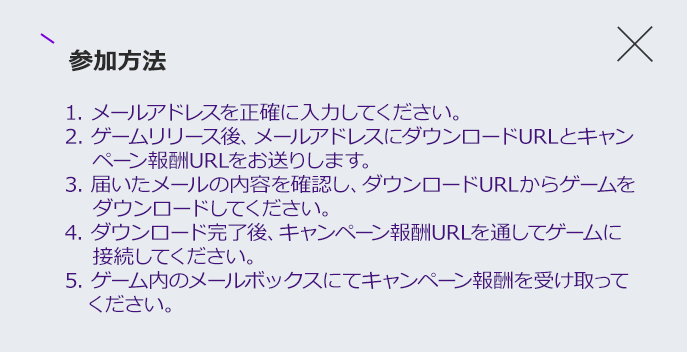 参加方法
1. メールアドレスを正確に入力してください。
2. ゲームリリース後、メールアドレスにダウンロードURLとキャン
ペーン報酬URLをお送りします。
3. 届いたメールの内容を確認し、ダウンロードURLからゲームを
ダウンロードしてください。
4. ダウンロード完了後、キャンペーン報酬URLを通してゲームに
接続してください。
5. ゲーム内のメールボックスにてキャンペーン報酬を受け取って
ください。